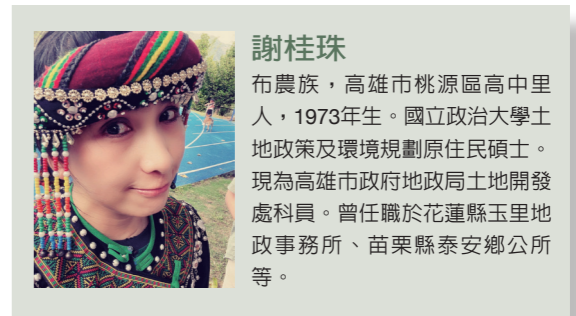 謝桂珠
布農族，高雄市桃源區高中里
人，1973年生。國立政治大學土
地政策及環境規劃原住民碩士。
現為高雄市政府地政局土地開發
處科員。曾任職於花蓮縣玉里地
政事務所、苗栗縣泰安鄉公所
等。